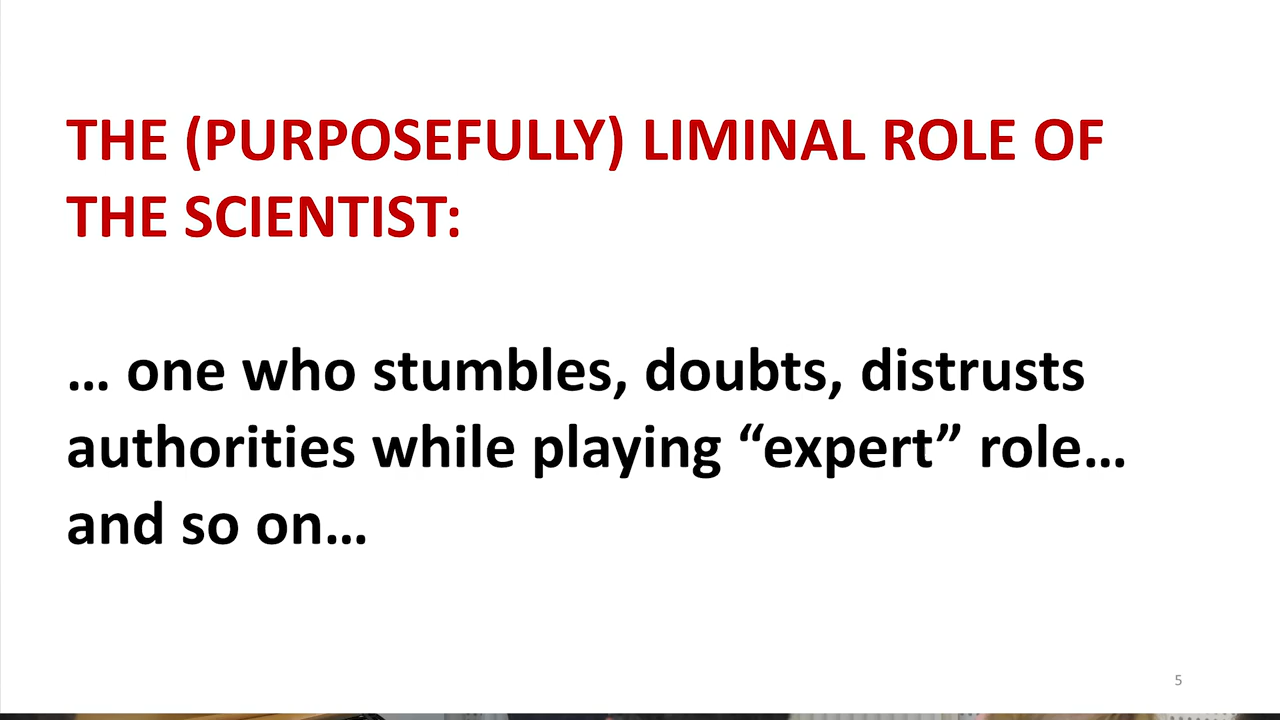 THE (PURPOSEFULLY) LIMINAL ROLE OF
THE SCIENTIST:
… one who stumbles, doubts, distrusts
authorities while playing “expert” role…
and so on…
5